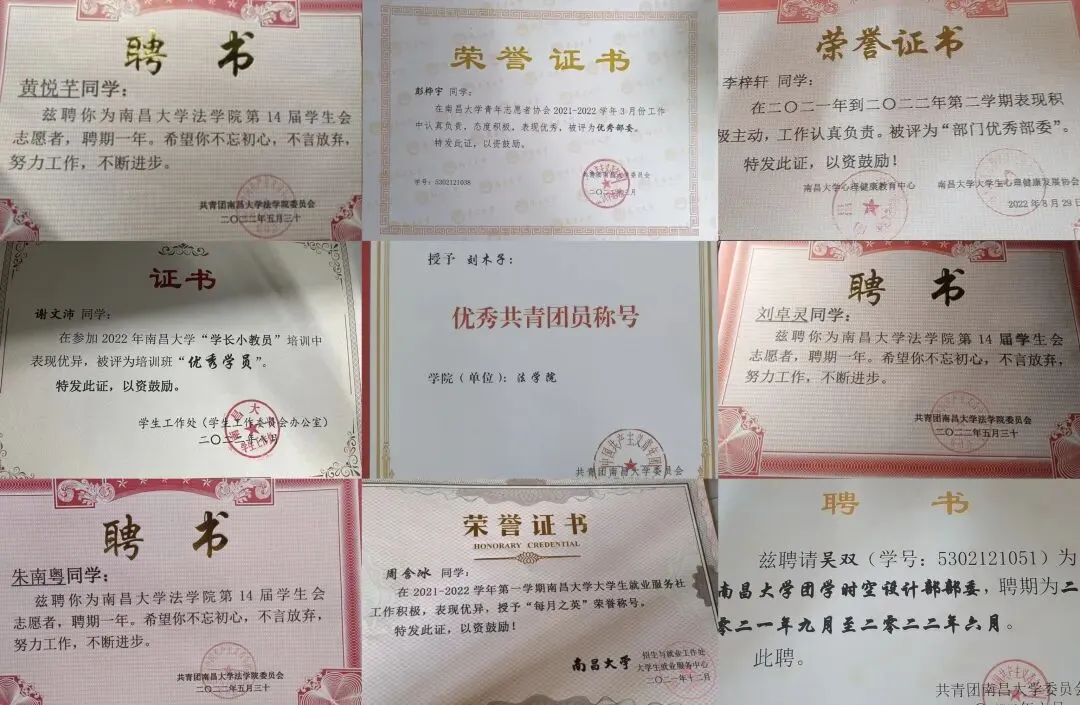 聘 书
黄悦芊同学：
兹聘你为南昌大学法学院第14届学生会
志愿者，聘期一年。希望你不忘初心，不言放弃，
努力工作，不断进步。
共青团南昌大学法学院委员会
二〇二二年五月三十
荣誉证书
彭桦宇 同学：
在南昌大学青年志愿者协会2021-2022学年3月份工作
中认真负责，态度积极，表现优秀，被评为优秀部委。
特发此证，以资鼓励。
学号：5302121038
共青团南昌大学委员会
荣誉证书
李梓轩 同学：
在二〇二一年到二〇二二年第二学期表现积
极主动，工作认真负责。被评为“部门优秀部委”。
特发此证，以资鼓励！
南昌大学心理健康教育中心 南昌大学大学生心理健康发展协会
2022年8月29日
证书
谢文沛 同学：
在参加2022年南昌大学“学长小教员”培训中
表现优异，被评为培训班“优秀学员”。
特发此证，以资鼓励。
学生工作处（学生工作委员会办公室）
授予 刘木子：
优秀共青团员称号
学院（单位）：法学院
共青团南昌大学委员会
聘 书
刘卓灵同学：
兹聘你为南昌大学法学院第14届学生会
志愿者，聘期一年。希望你不忘初心，不言放弃，
努力工作，不断进步。
共青团南昌大学法学院委员会
二〇二二年五月三十
聘 书
朱南粤同学：
兹聘你为南昌大学法学院第14届学生会
志愿者，聘期一年。希望你不忘初心，不言放弃，
努力工作，不断进步。
共青团南昌大学法学院委员会
二〇二二年五月三十
荣誉证书
HONORARY CREDENTIAL
周含冰 同学：
在2021-2022学年第一学期南昌大学大学生就业服务社
工作积极，表现优异，授予“每月之英”荣誉称号。
特发此证，以资鼓励！
南昌大学
招生与就业工作处
大学生就业服务中心
二〇二一年十二月
聘 书
兹聘请吴双（学号：5302121051）为
南昌大学团学时空设计部部委，聘期为二
零二一年九月至二零二二年六月。
此聘。
共青团南昌大学委员会